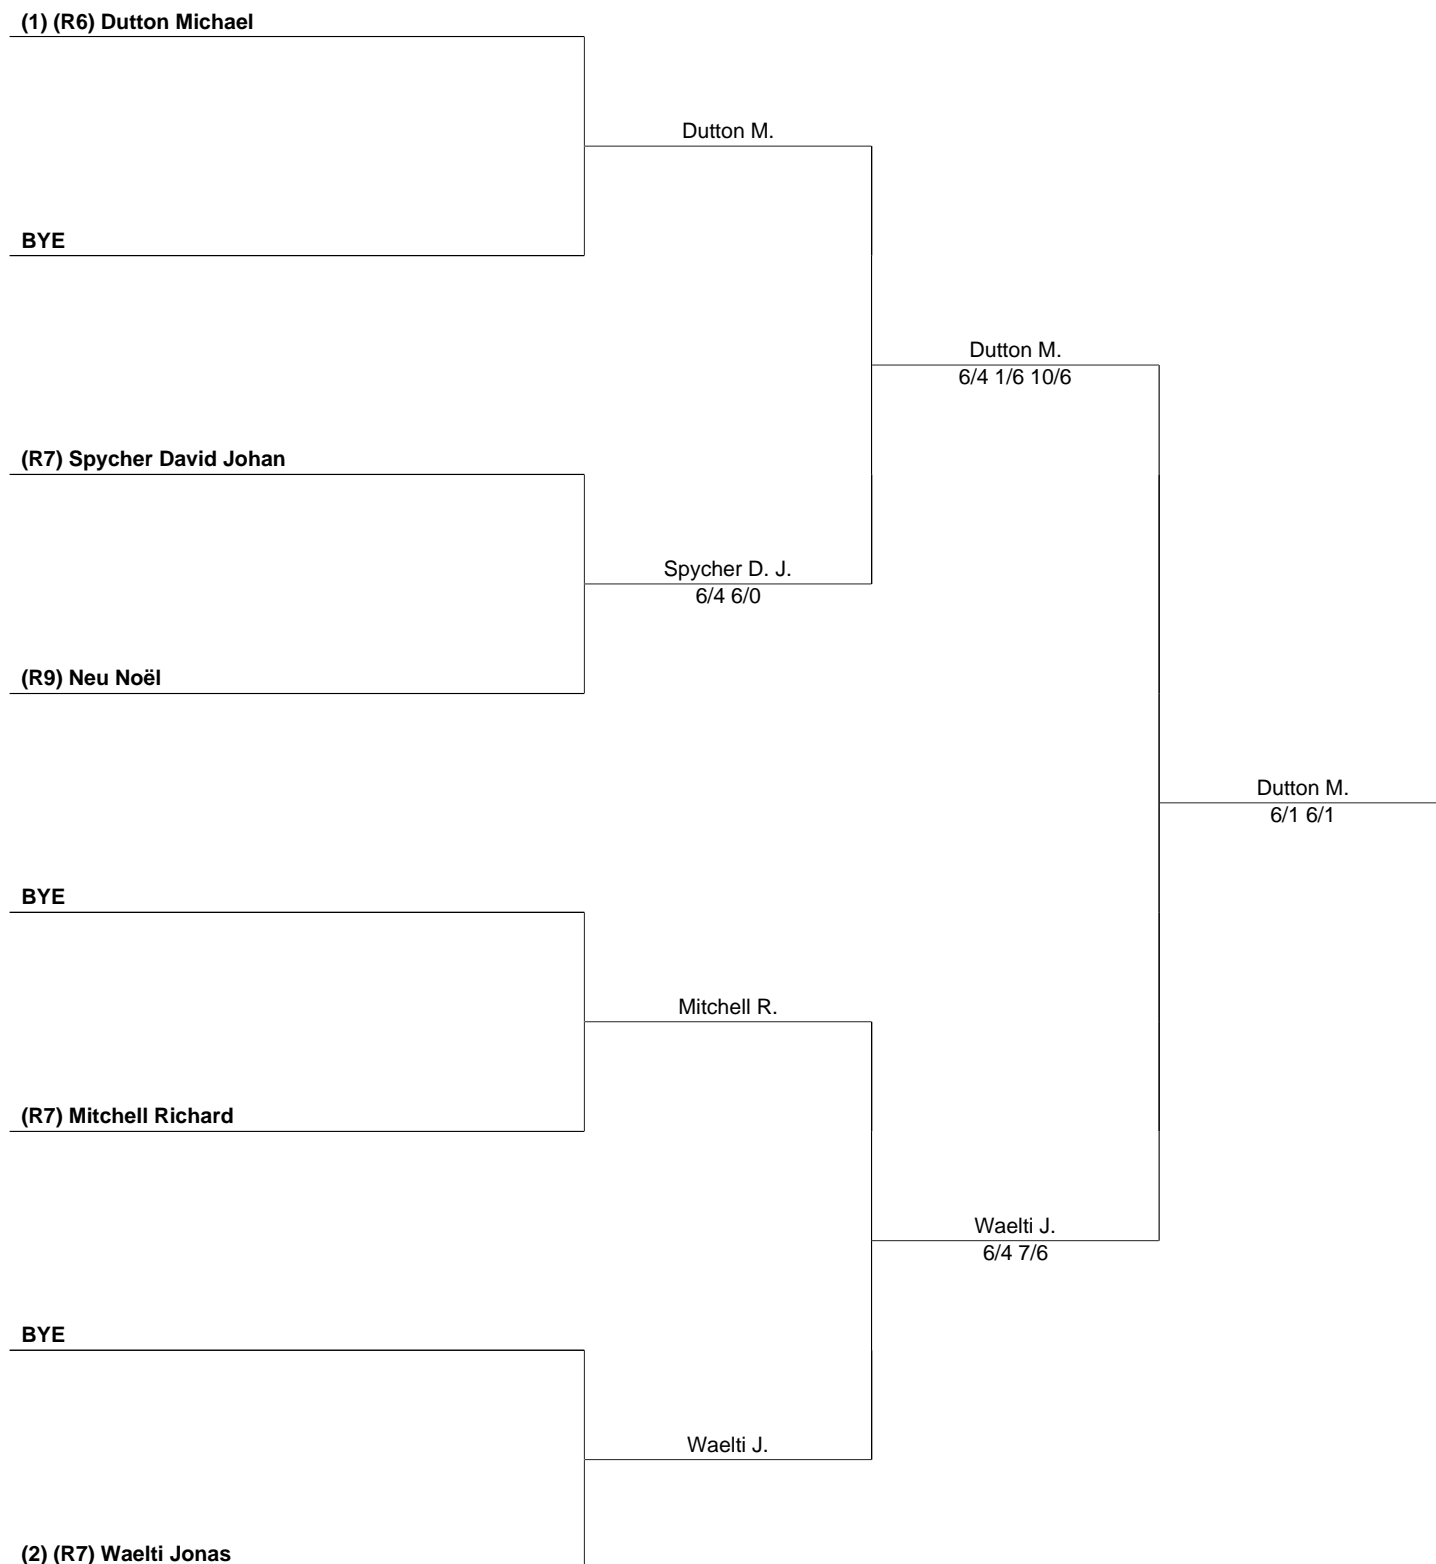 (1) (R6) Dutton Michael
Dutton M.
BYE
Dutton M.
6/4 1/6 10/6
(R7) Spycher David Johan
Spycher D. J.
6/4 6/0
(R9) Neu Noël
Dutton M.
6/1 6/1
BYE
Mitchell R.
(R7) Mitchell Richard
Waelti J.
6/4 7/6
BYE
Waelti J.
(2) (R7) Waelti Jonas